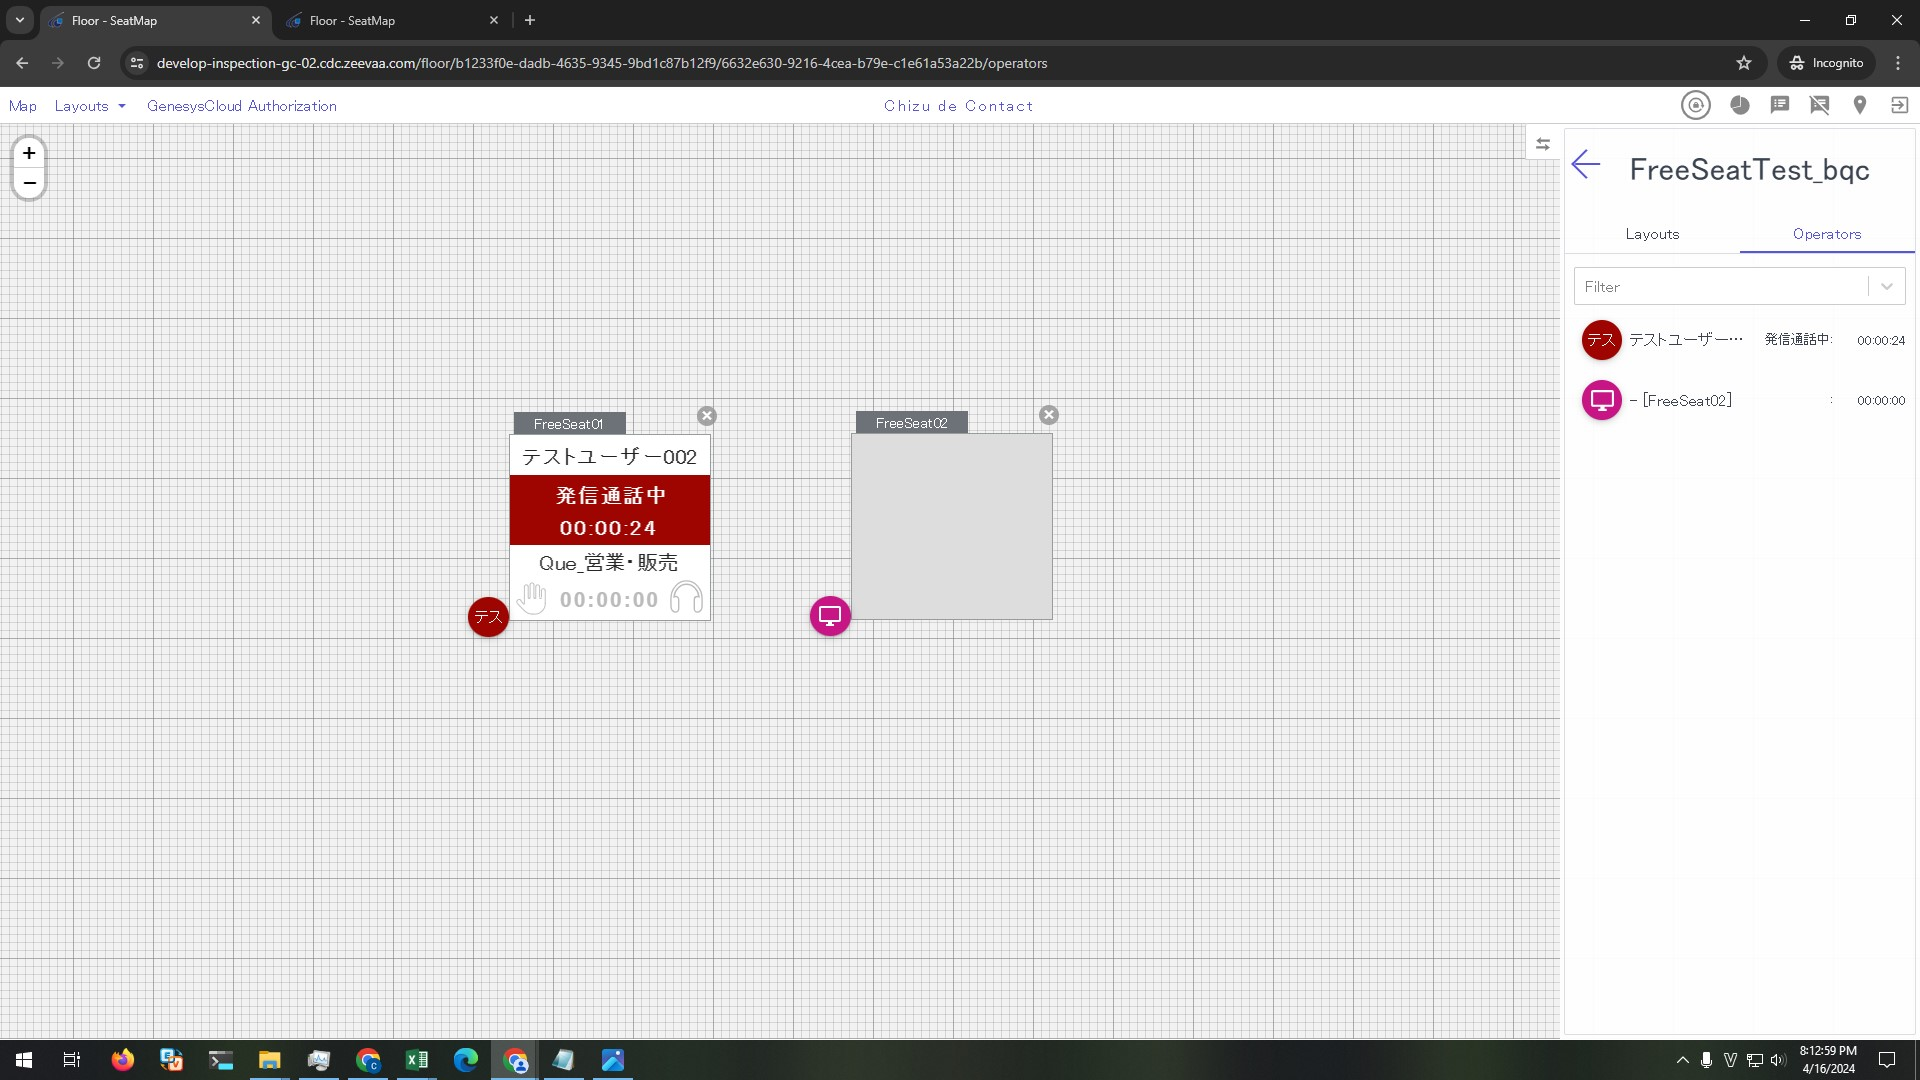 Floor - SeatMap
Floor - SeatMap
develop-inspection-gc-02.cdc.zeevaa.com/floor/b1233f0e-dadb-4635-9345-9bd1c87b12f9/6632e630-9216-4cea-b79e-c1e61a53a22b/operators
Incognito
Map Layouts GenesysCloud Authorization
Chizu de Contact
+
−
FreeSeatTest_bqc
Layouts Operators
Filter
テス テストユーザー… 発信通話中: 00:00:24
- [FreeSeat02] : 00:00:00
FreeSeat01
テストユーザー002
発信通話中
00:00:24
Que_営業・販売
00:00:00
テス
FreeSeat02
8:12:59 PM
4/16/2024